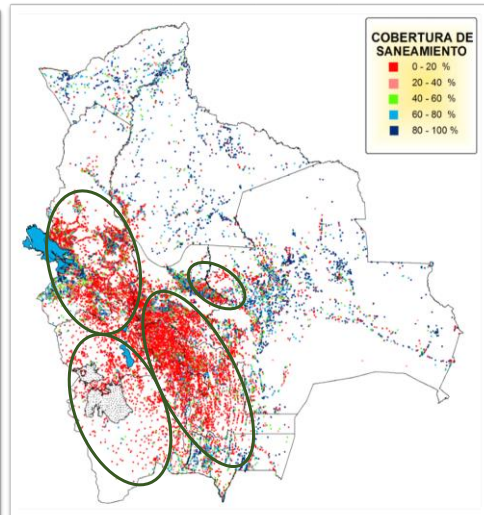 COBERTURA DE
SANEAMIENTO
0 - 20 %
20 - 40 %
40 - 60 %
60 - 80 %
80 - 100 %